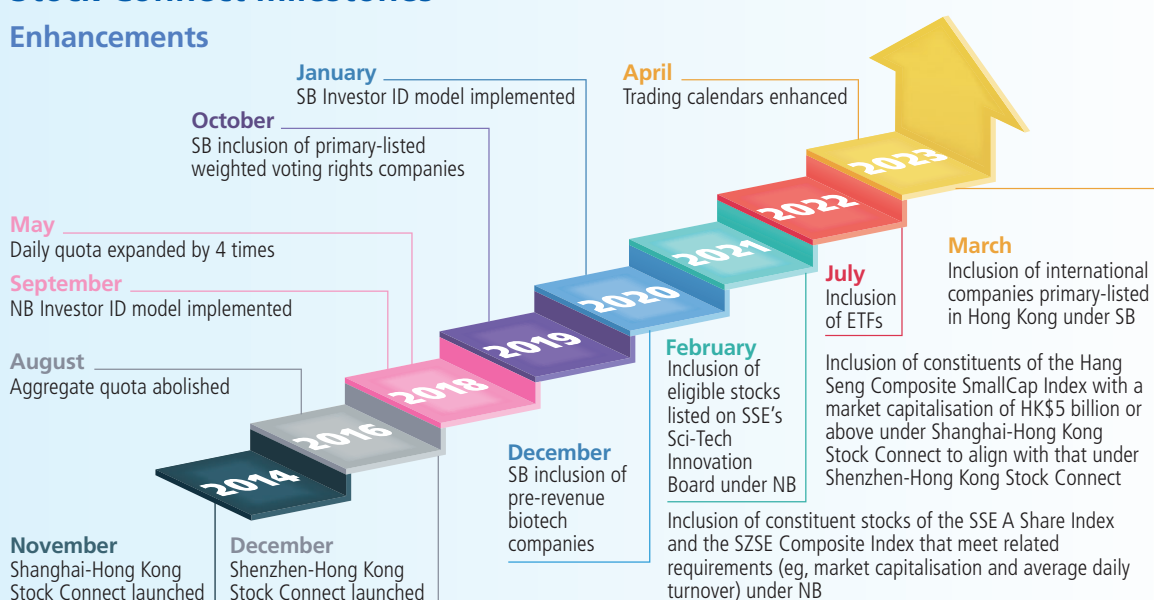 Stock Connect Milestones
Enhancements
January
SB Investor ID model implemented
April
Trading calendars enhanced
October
SB inclusion of primary-listed
weighted voting rights companies
May
Daily quota expanded by 4 times
September
NB Investor ID model implemented
August
Aggregate quota abolished
2014
2016
2018
2019
2020
2021
2022
2023
November
Shanghai-Hong Kong
Stock Connect launched
December
Shenzhen-Hong Kong
Stock Connect launched
December
SB inclusion of
pre-revenue
biotech
companies
February
Inclusion of
eligible stocks
listed on SSE's
Sci-Tech
Innovation
Board under NB
July
Inclusion
of ETFs
March
Inclusion of international
companies primary-listed
in Hong Kong under SB
Inclusion of constituents of the Hang
Seng Composite SmallCap Index with a
market capitalisation of HK$5 billion or
above under Shanghai-Hong Kong
Stock Connect to align with that under
Shenzhen-Hong Kong Stock Connect
Inclusion of constituent stocks of the SSE A Share Index
and the SZSE Composite Index that meet related
requirements (eg, market capitalisation and average daily
turnover) under NB